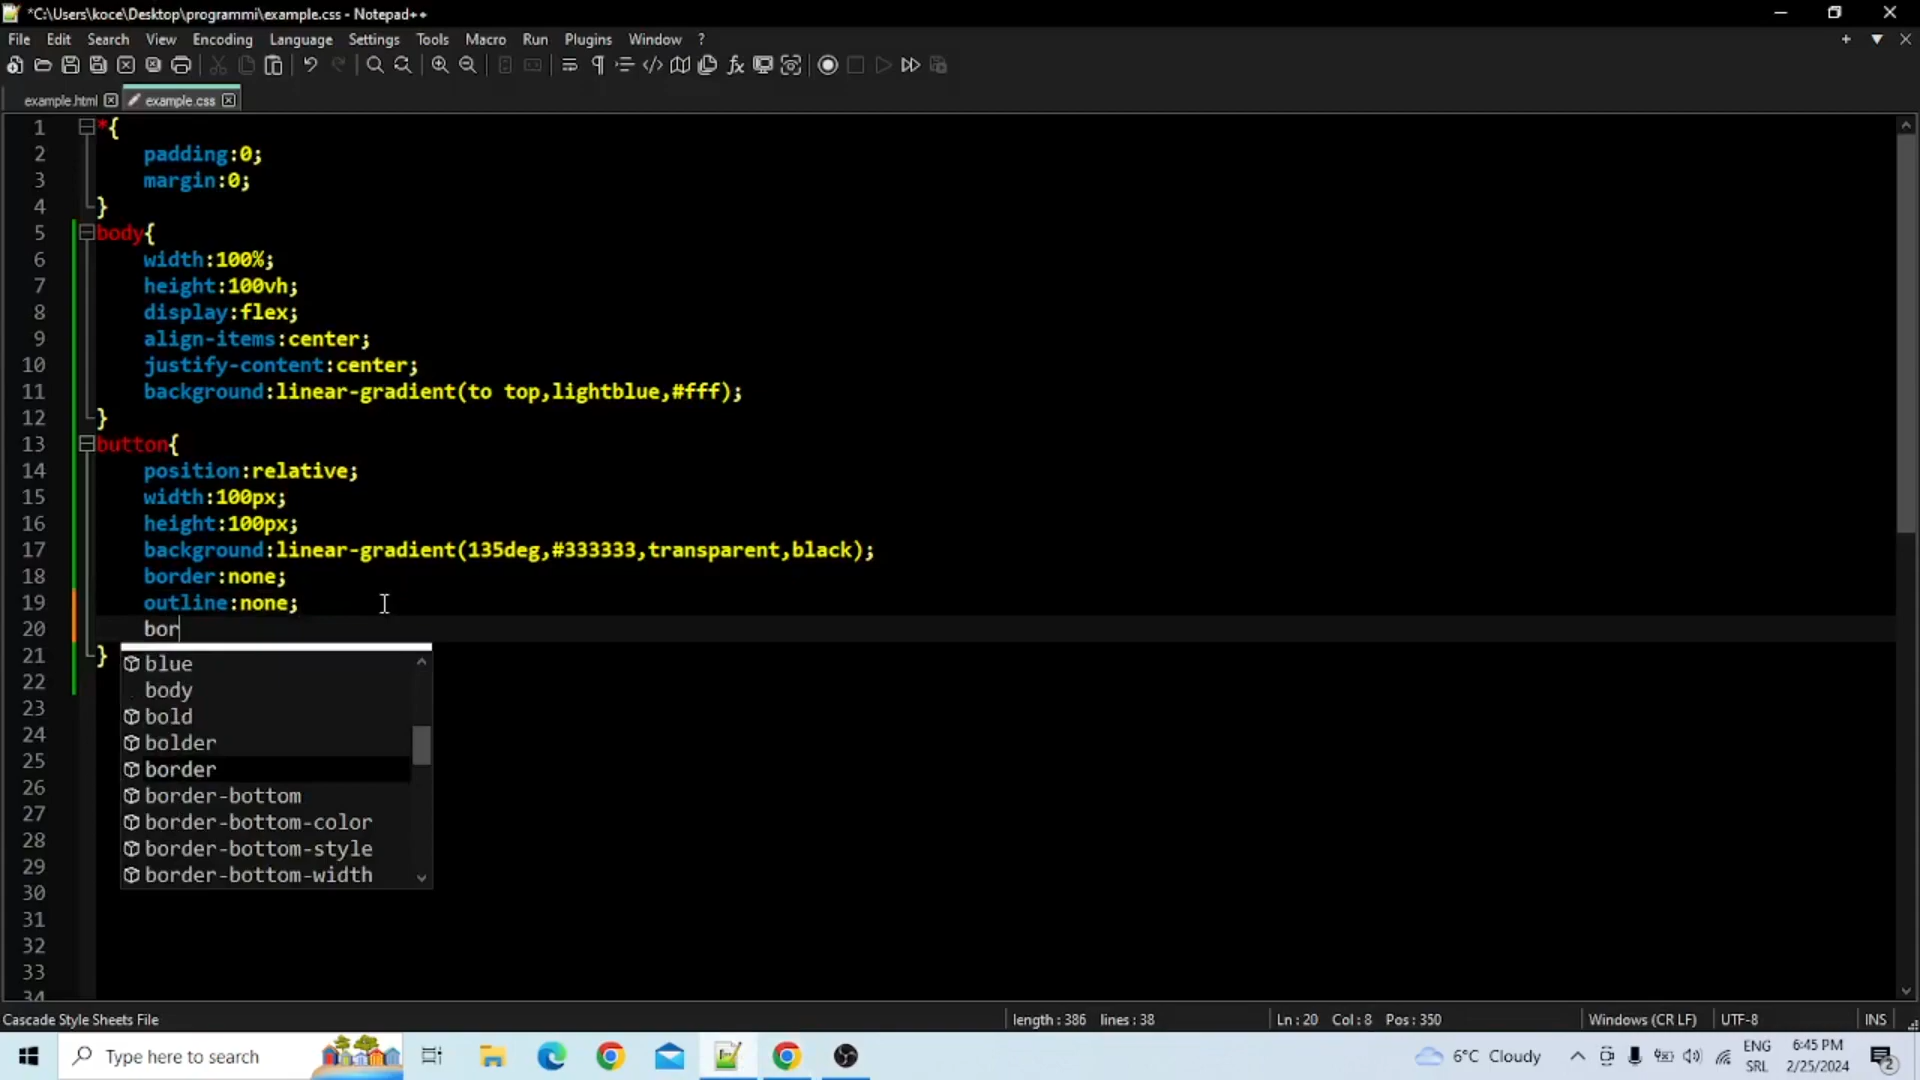 *C:\Users\koce\Desktop\programmi\example.css - Notepad++
File Edit Search View Encoding Language Settings Tools Macro Run Plugins Window ?
example.html example.css
1 *{
2 padding:0;
3 margin:0;
4 }
5 body{
6 width:100%;
7 height:100vh;
8 display:flex;
9 align-items:center;
10 justify-content:center;
11 background:linear-gradient(to top,lightblue,#fff);
12 }
13 button{
14 position:relative;
15 width:100px;
16 height:100px;
17 background:linear-gradient(135deg,#333333,transparent,black);
18 border:none;
19 outline:none;
20 bor
21 }
22 blue
body
23 bold
24 bolder
25 border
26 border-bottom
27 border-bottom-color
28 border-bottom-style
29 border-bottom-width
30
31
32
33
34
Cascade Style Sheets File length : 386 lines : 38 Ln : 20 Col : 8 Pos : 350 Windows (CR LF) UTF-8 INS
Type here to search 6°C Cloudy ENG 6:45 PM
SRL 2/25/2024 2